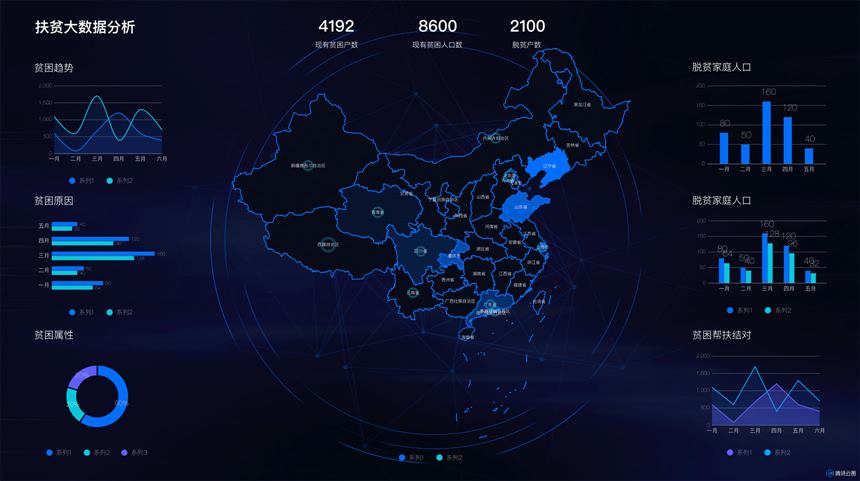 扶贫大数据分析
4192
现有贫困户数
8600
现有贫困人口数
2100
脱贫户数
贫困趋势
2,000
1,500
1,000
500
0
一月 二月 三月 四月 五月 六月
系列1 系列2
贫困原因
五月
四月
三月
二月
一月
系列1 系列2
贫困属性
60%
系列1 系列2 系列3
黑龙江省
内蒙古自治区
吉林省
辽宁省
新疆维吾尔自治区
甘肃省
宁夏回族自治区
山西省
山东省
青海省
陕西省
河南省
江苏省
西藏自治区
四川省
重庆市
湖北省
安徽省
浙江省
贵州省
湖南省
江西省
福建省
云南省
广西壮族自治区
广东省
台湾省
海南省
系列1 系列2
脱贫家庭人口
200
150
100
50
0
80
50
160
120
40
一月 二月 三月 四月 五月
脱贫家庭人口
200
150
100
50
0
80
64
50
40
160
128
120
96
40
32
一月 二月 三月 四月 五月
系列1 系列2
贫困帮扶结对
2,000
1,500
1,000
500
0
一月 二月 三月 四月 五月 六月
系列1 系列2
腾讯云图